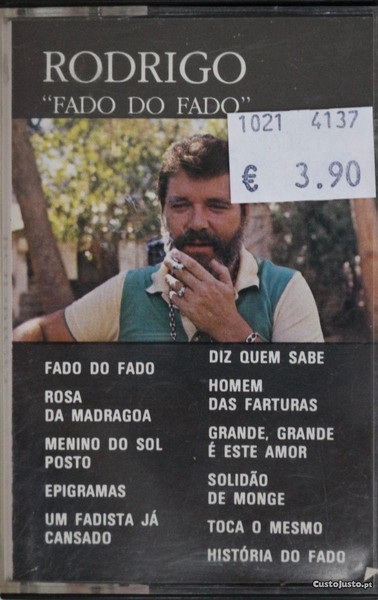 RODRIGO
“FADO DO FADO”
1021 4137
€ 3.90
FADO DO FADO
ROSA
DA MADRAGOA
MENINO DO SOL
POSTO
EPIGRAMAS
UM FADISTA JÁ
CANSADO
DIZ QUEM SABE
HOMEM
DAS FARTURAS
GRANDE, GRANDE
É ESTE AMOR
SOLIDÃO
DE MONGE
TOCA O MESMO
HISTÓRIA DO FADO
CustoJusto.pt